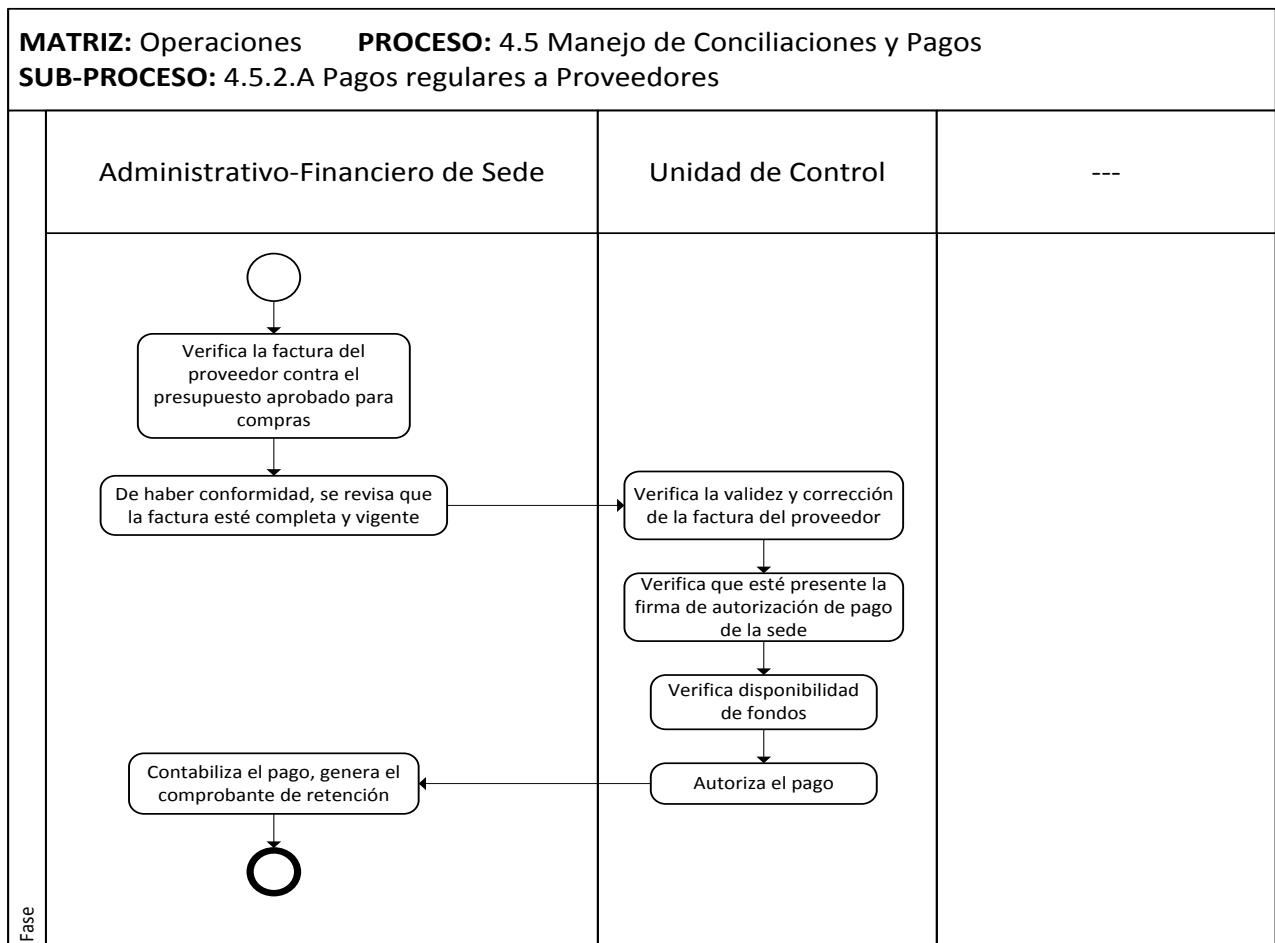 MATRIZ: Operaciones PROCESO: 4.5 Manejo de Conciliaciones y Pagos
SUB-PROCESO: 4.5.2.A Pagos regulares a Proveedores
Administrativo-Financiero de Sede
Unidad de Control
---
Verifica la factura del
proveedor contra el
presupuesto aprobado para
compras
De haber conformidad, se revisa que
la factura esté completa y vigente
Verifica la validez y corrección
de la factura del proveedor
Verifica que esté presente la
firma de autorización de pago
de la sede
Verifica disponibilidad
de fondos
Autoriza el pago
Contabiliza el pago, genera el
comprobante de retención
Fase